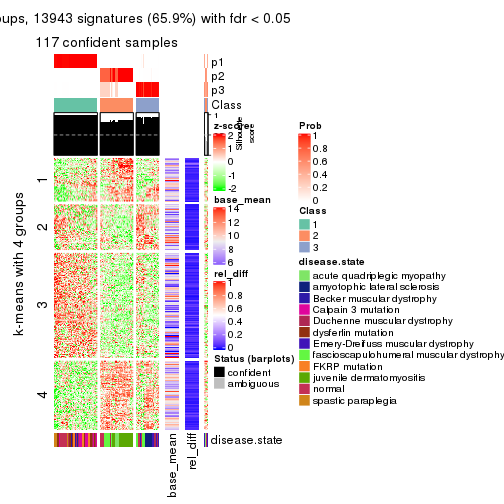 oups, 13943 signatures (65.9%) with fdr < 0.05
117 confident samples
p1
p2
p3
Class
1
Silhouette
score
k-means with 4 groups
1
2
3
4
z-score
2
1
0
-1
-2
base_mean
14
12
10
8
6
rel_diff
1
0.8
0.6
0.4
0.2
0
Status (barplots)
confident
ambiguous
Prob
1
0.8
0.6
0.4
0.2
0
Class
1
2
3
disease.state
acute quadriplegic myopathy
amyotophic lateral sclerosis
Becker muscular dystrophy
Calpain 3 mutation
Duchenne muscular dystrophy
dysferlin mutation
Emery-Dreifuss muscular dystrophy
fascioscapulohumeral muscular dystrophy
FKRP mutation
juvenile dermatomyositis
normal
spastic paraplegia
disease.state
base_mean
rel_diff